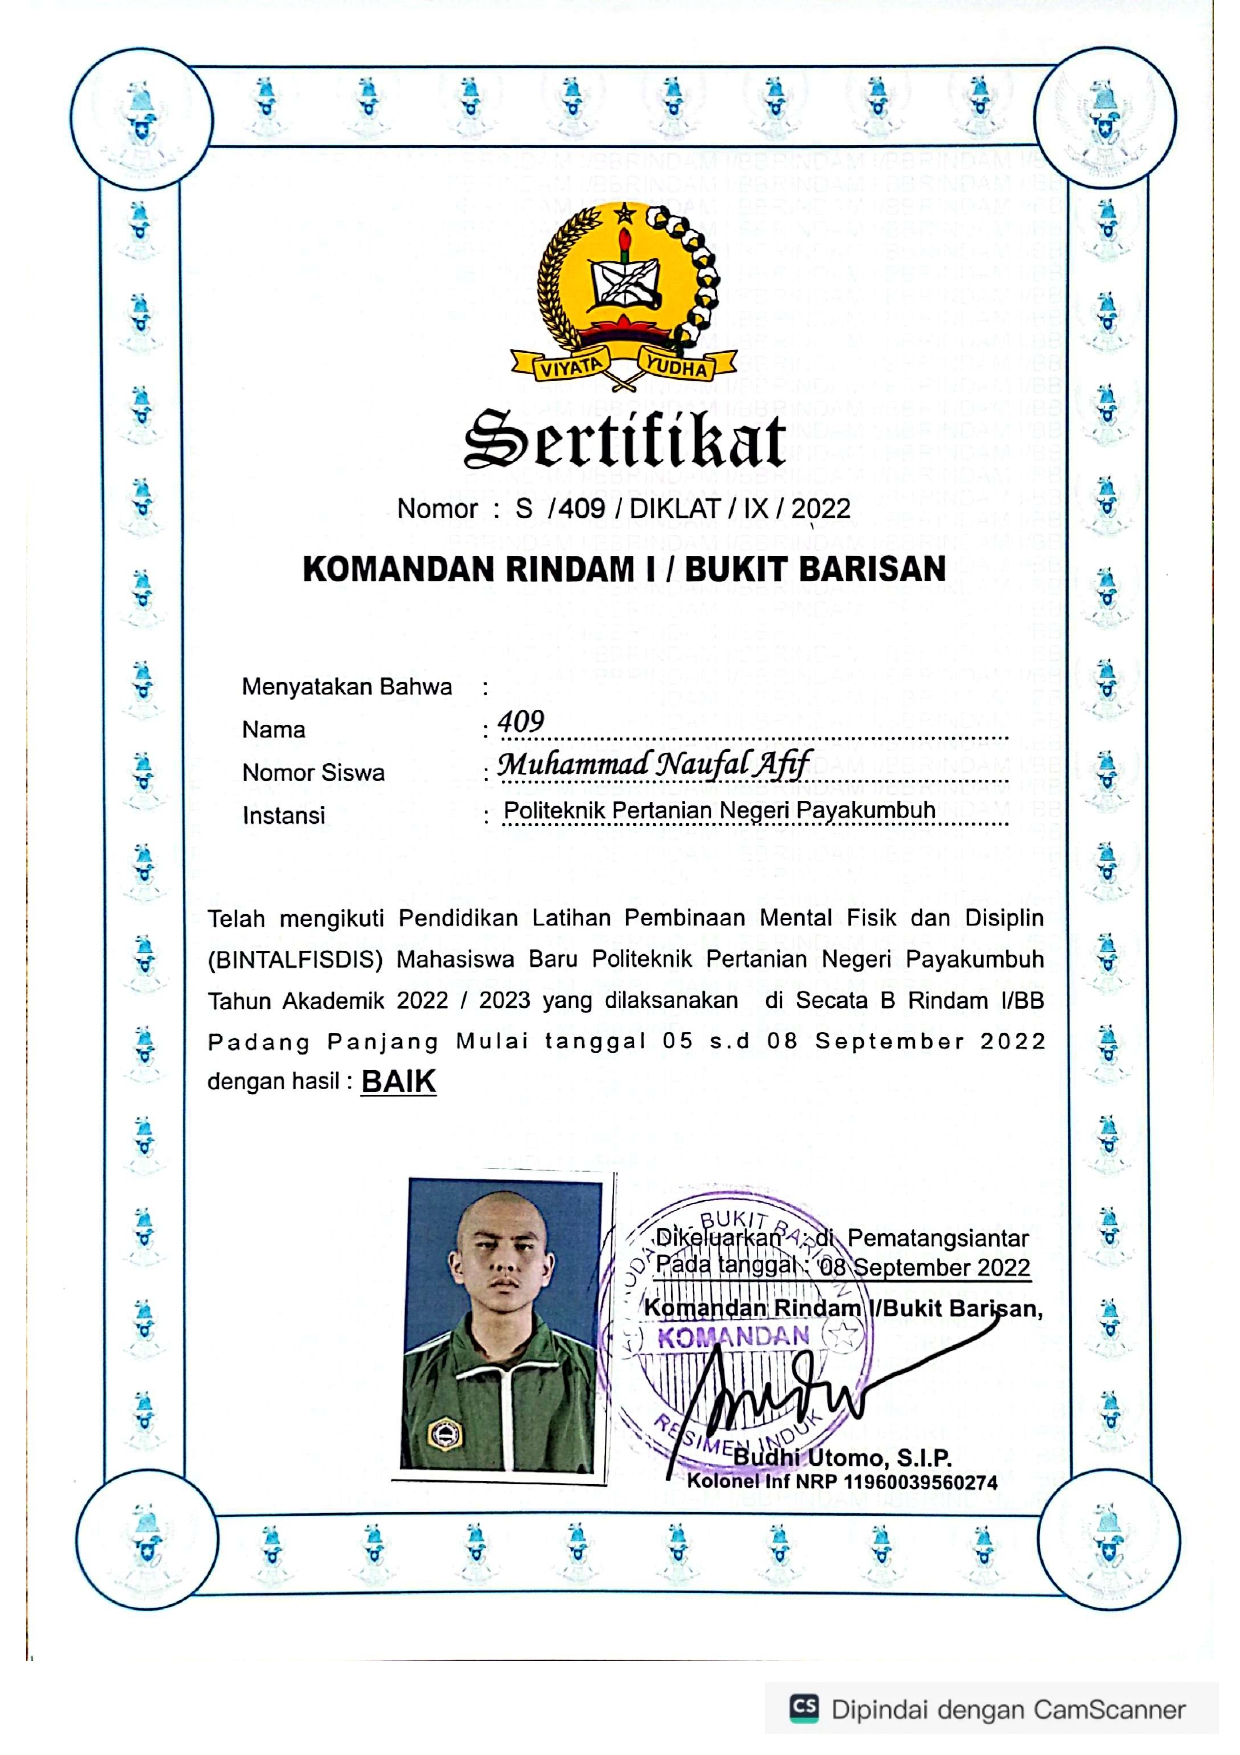 VIYATA YUDHA
Sertifikat
Nomor : S /409 / DIKLAT / IX / 2022
KOMANDAN RINDAM I / BUKIT BARISAN
Menyatakan Bahwa :
Nama : 409
Nomor Siswa : Muhammad Naufal Afif
Instansi : Politeknik Pertanian Negeri Payakumbuh
Telah mengikuti Pendidikan Latihan Pembinaan Mental Fisik dan Disiplin
(BINTALFISDIS) Mahasiswa Baru Politeknik Pertanian Negeri Payakumbuh
Tahun Akademik 2022 / 2023 yang dilaksanakan di Secata B Rindam I/BB
Padang Panjang Mulai tanggal 05 s.d 08 September 2022
dengan hasil : BAIK
BUKIT BARISAN
Dikeluarkan : di Pematangsiantar
Pada tanggal : 08 September 2022
Komandan Rindam I/Bukit Barisan,
KOMANDAN
RESIMEN INDUK
Budhi Utomo, S.I.P.
Kolonel Inf NRP 11960039560274
CS Dipindai dengan CamScanner